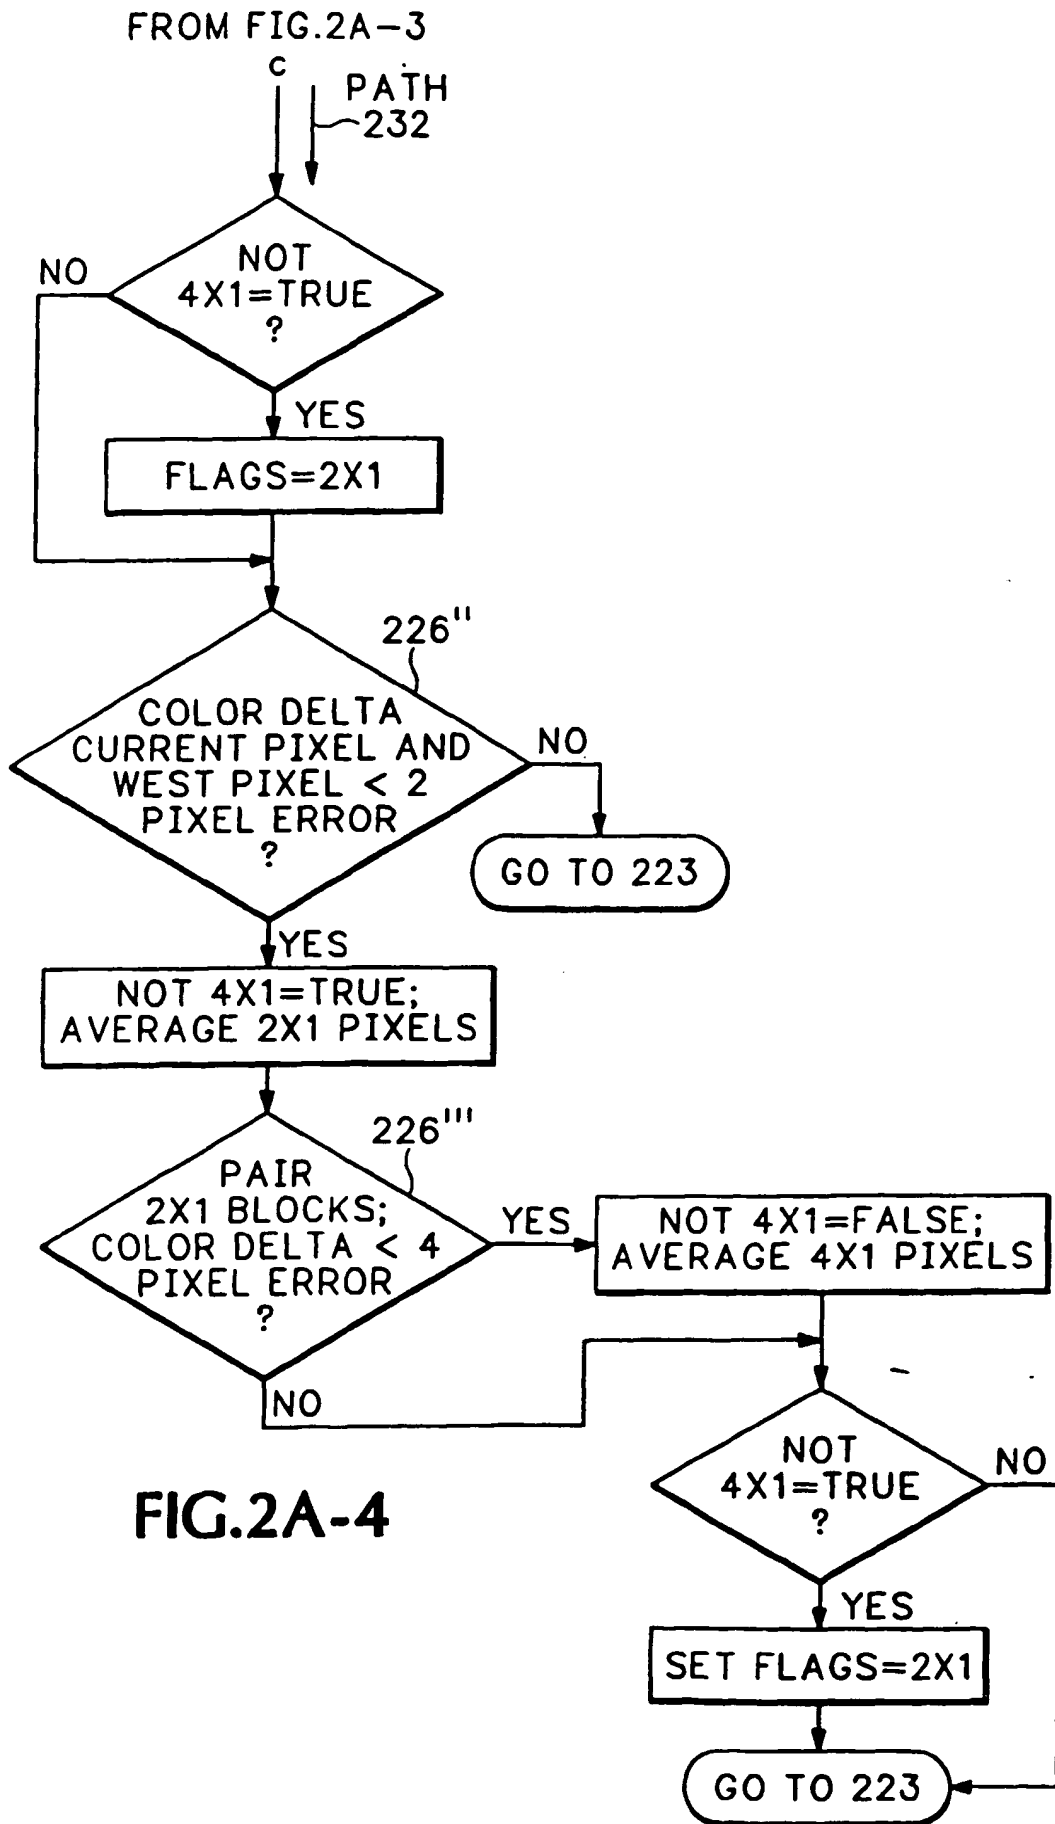 FROM FIG.2A-3
c
PATH
232
NOT
4X1=TRUE
?
NO
YES
FLAGS=2X1
226''
COLOR DELTA
CURRENT PIXEL AND
WEST PIXEL < 2
PIXEL ERROR
?
NO
GO TO 223
YES
NOT 4X1=TRUE;
AVERAGE 2X1 PIXELS
226'''
PAIR
2X1 BLOCKS;
COLOR DELTA < 4
PIXEL ERROR
?
YES
NOT 4X1=FALSE;
AVERAGE 4X1 PIXELS
NO
NOT
4X1=TRUE
?
NO
YES
SET FLAGS=2X1
GO TO 223
FIG.2A-4